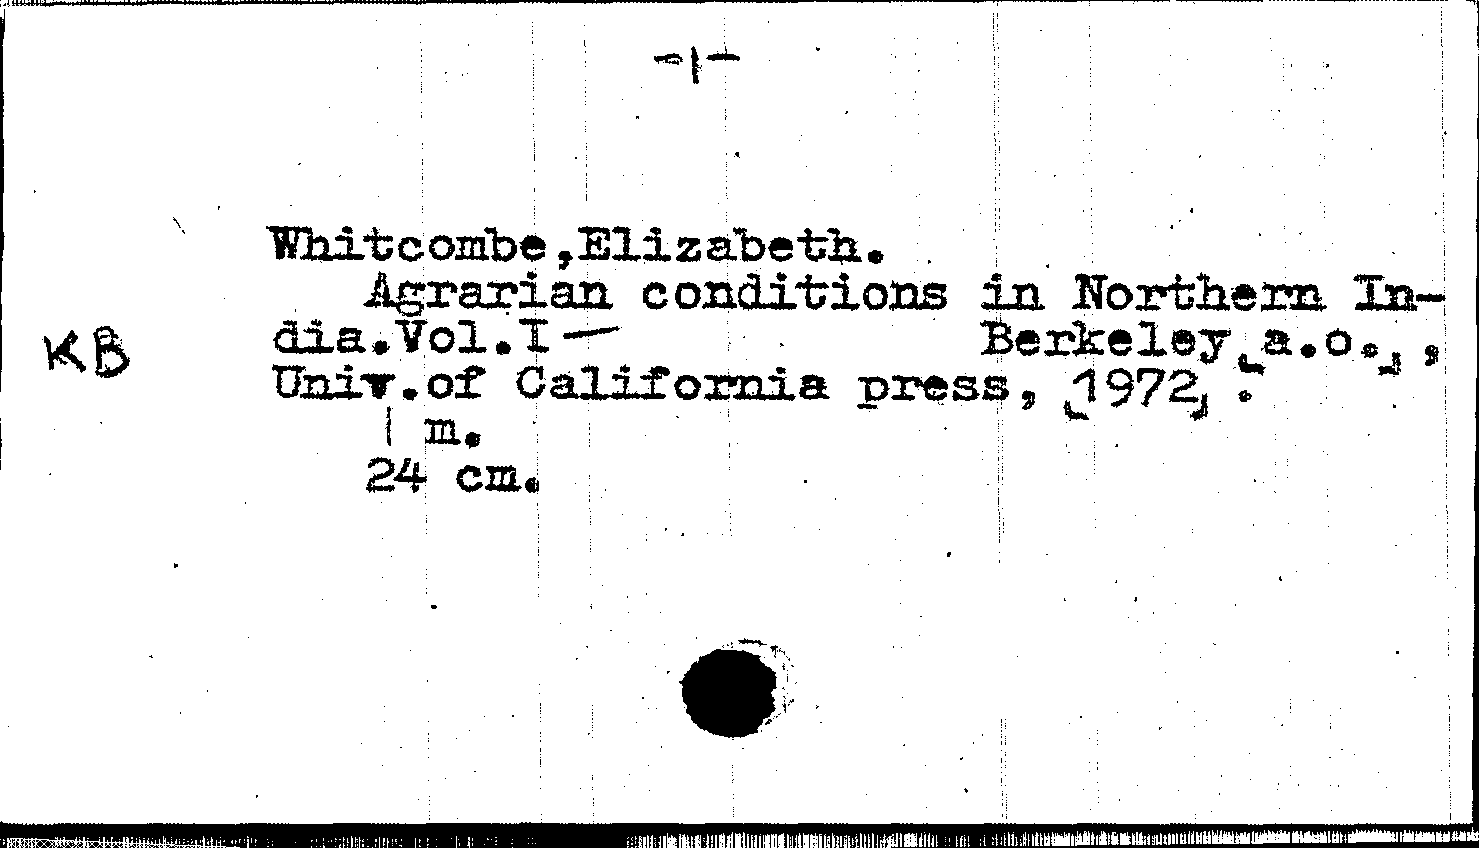 -1-
Whitcombe,Elizabeth.
Agrarian conditions in Northern In-
dia.Vol.I — Berkeley [a.o.],
KB
Univ.of California press, [1972].
1 m.
24 cm.